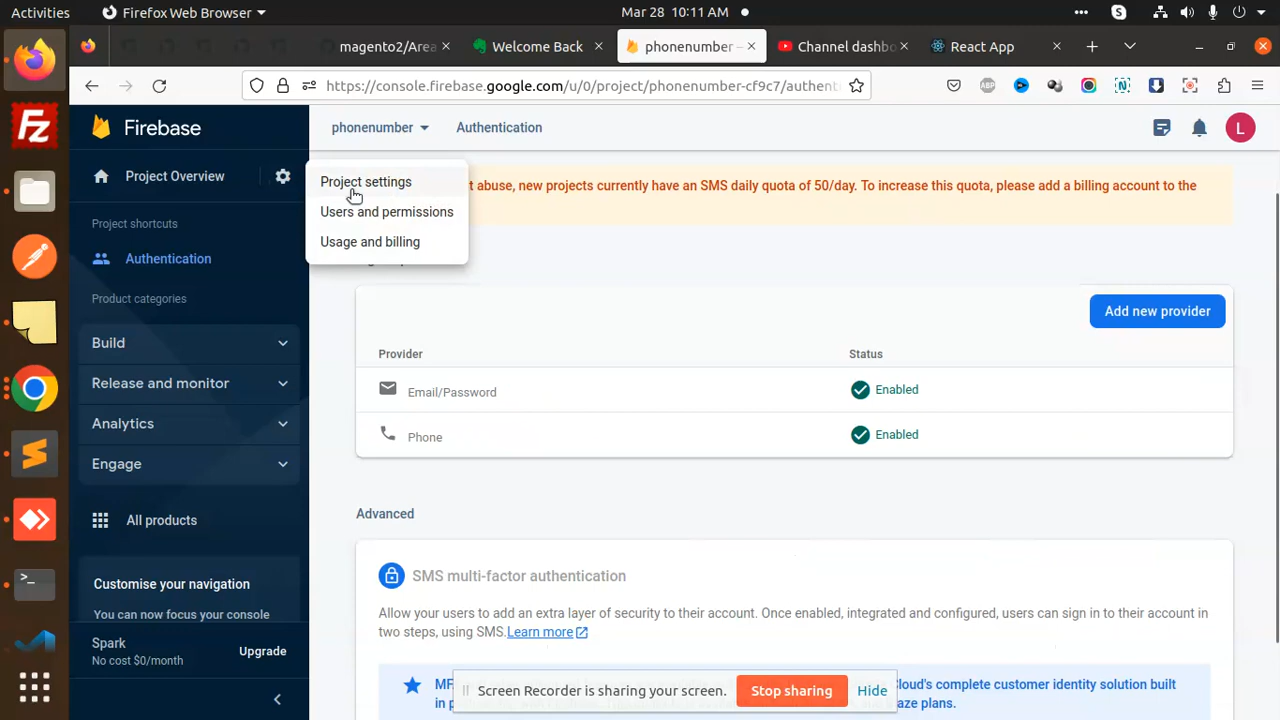 Activities
Firefox Web Browser
Mar 28 10:11 AM
magento2/Area
Welcome Back
phonenumber –
Channel dashbo
React App
https://console.firebase.google.com/u/0/project/phonenumber-cf9c7/authent
Firebase
phonenumber
Authentication
L
Project Overview
Project settings
Users and permissions
Usage and billing
t abuse, new projects currently have an SMS daily quota of 50/day. To increase this quota, please add a billing account to the
Project shortcuts
Authentication
Product categories
Build
Release and monitor
Analytics
Engage
All products
Customise your navigation
You can now focus your console
Spark
No cost $0/month
Upgrade
Add new provider
Provider
Status
Email/Password
Enabled
Phone
Enabled
Advanced
SMS multi-factor authentication
Allow your users to add an extra layer of security to their account. Once enabled, integrated and configured, users can sign in to their account in
two steps, using SMS. Learn more
Cloud's complete customer identity solution built
Screen Recorder is sharing your screen.
Stop sharing
Hide